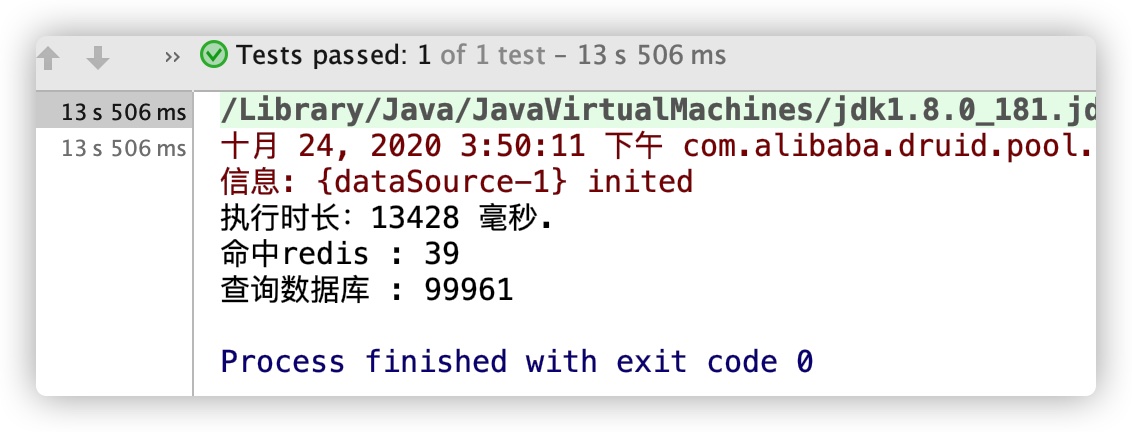 » Tests passed: 1 of 1 test – 13 s 506 ms
13 s 506 ms /Library/Java/JavaVirtualMachines/jdk1.8.0_181.jd
13 s 506 ms 十月 24, 2020 3:50:11 下午 com.alibaba.druid.pool.
信息: {dataSource-1} inited
执行时长：13428 毫秒.
命中redis : 39
查询数据库 : 99961
Process finished with exit code 0